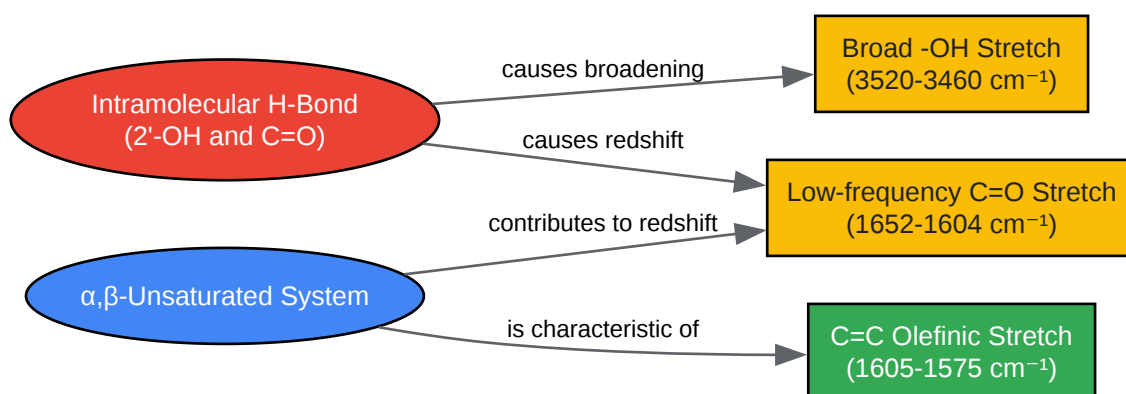 Broad -OH Stretch
(3520-3460 cm⁻¹)
causes broadening
Intramolecular H-Bond
(2'-OH and C=O)
causes redshift
Low-frequency C=O Stretch
(1652-1604 cm⁻¹)
contributes to redshift
α,β-Unsaturated System
is characteristic of
C=C Olefinic Stretch
(1605-1575 cm⁻¹)